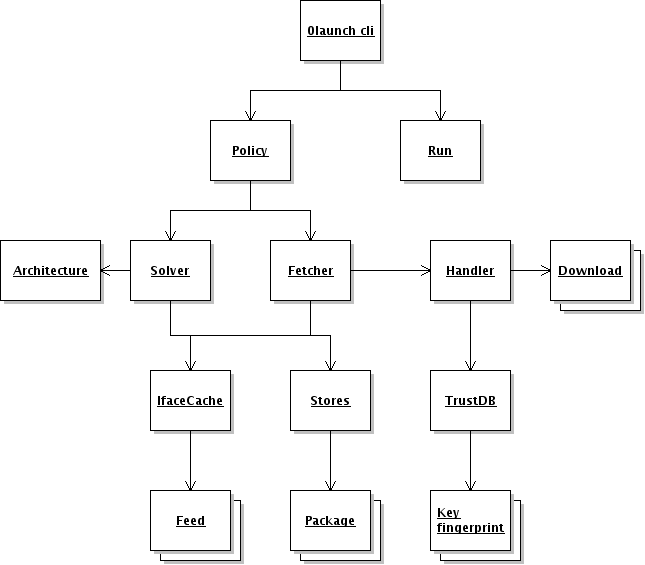 0launch cli
Policy
Run
Architecture
Solver
Fetcher
Handler
Download
IfaceCache
Stores
TrustDB
Feed
Package
Key
fingerprint